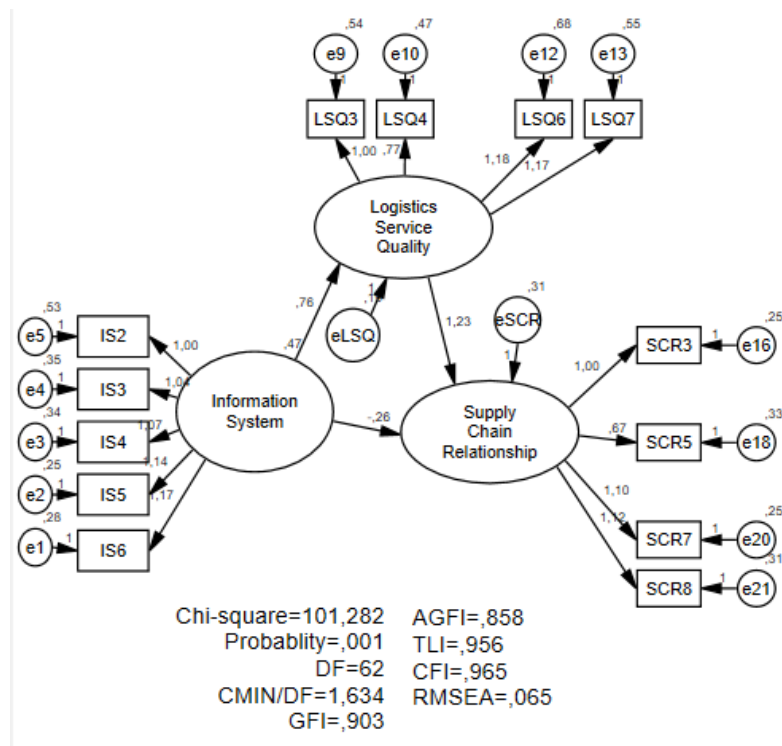 ,54 ,47 ,68 ,55
e9 e10 e12 e13
1 1 1 1
LSQ3 LSQ4 LSQ6 LSQ7
1,00 ,77 1,18 1,17
Logistics
Service
Quality
,76 1 1,23
eLSQ
,31
eSCR
1
,47
Information
System
-,26
Supply
Chain
Relationship
,53
e5 1 IS2 1,00
,35
e4 1 IS3 1,04
,34
e3 1 IS4 1,07
,25
e2 1 IS5 1,14
,28
e1 1 IS6 1,17
,25
1,00 SCR3 1 e16
,33
,67 SCR5 1 e18
,25
1,10 SCR7 1 e20
,31
1,12 SCR8 1 e21
Chi-square=101,282 AGFI=,858
Probablity=,001 TLI=,956
DF=62 CFI=,965
CMIN/DF=1,634 RMSEA=,065
GFI=,903